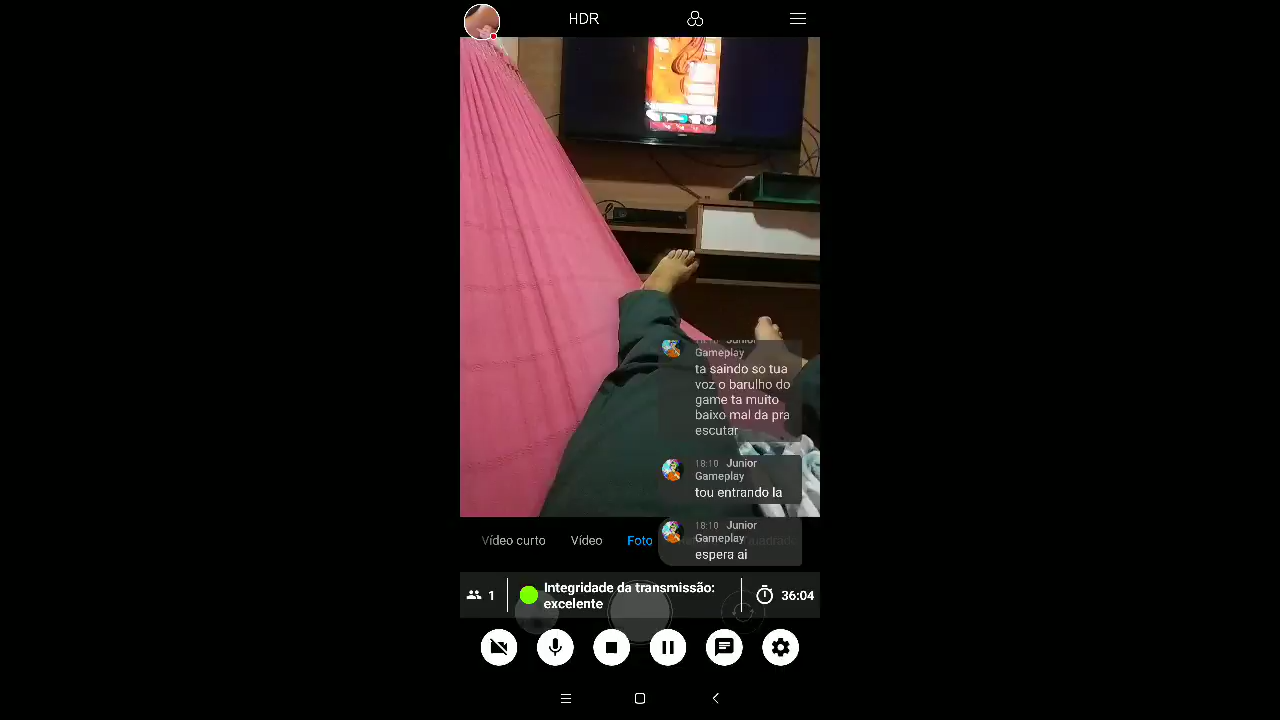 HDR
Junior
Gameplay
ta saindo so tua
voz o barulho do
game ta muito
baixo mal da pra
escutar
18:10 Junior
Gameplay
tou entrando la
18:10 Junior
Gameplay
espera ai
Vídeo curto Vídeo Foto
1 Integridade da transmissão:
excelente 36:04